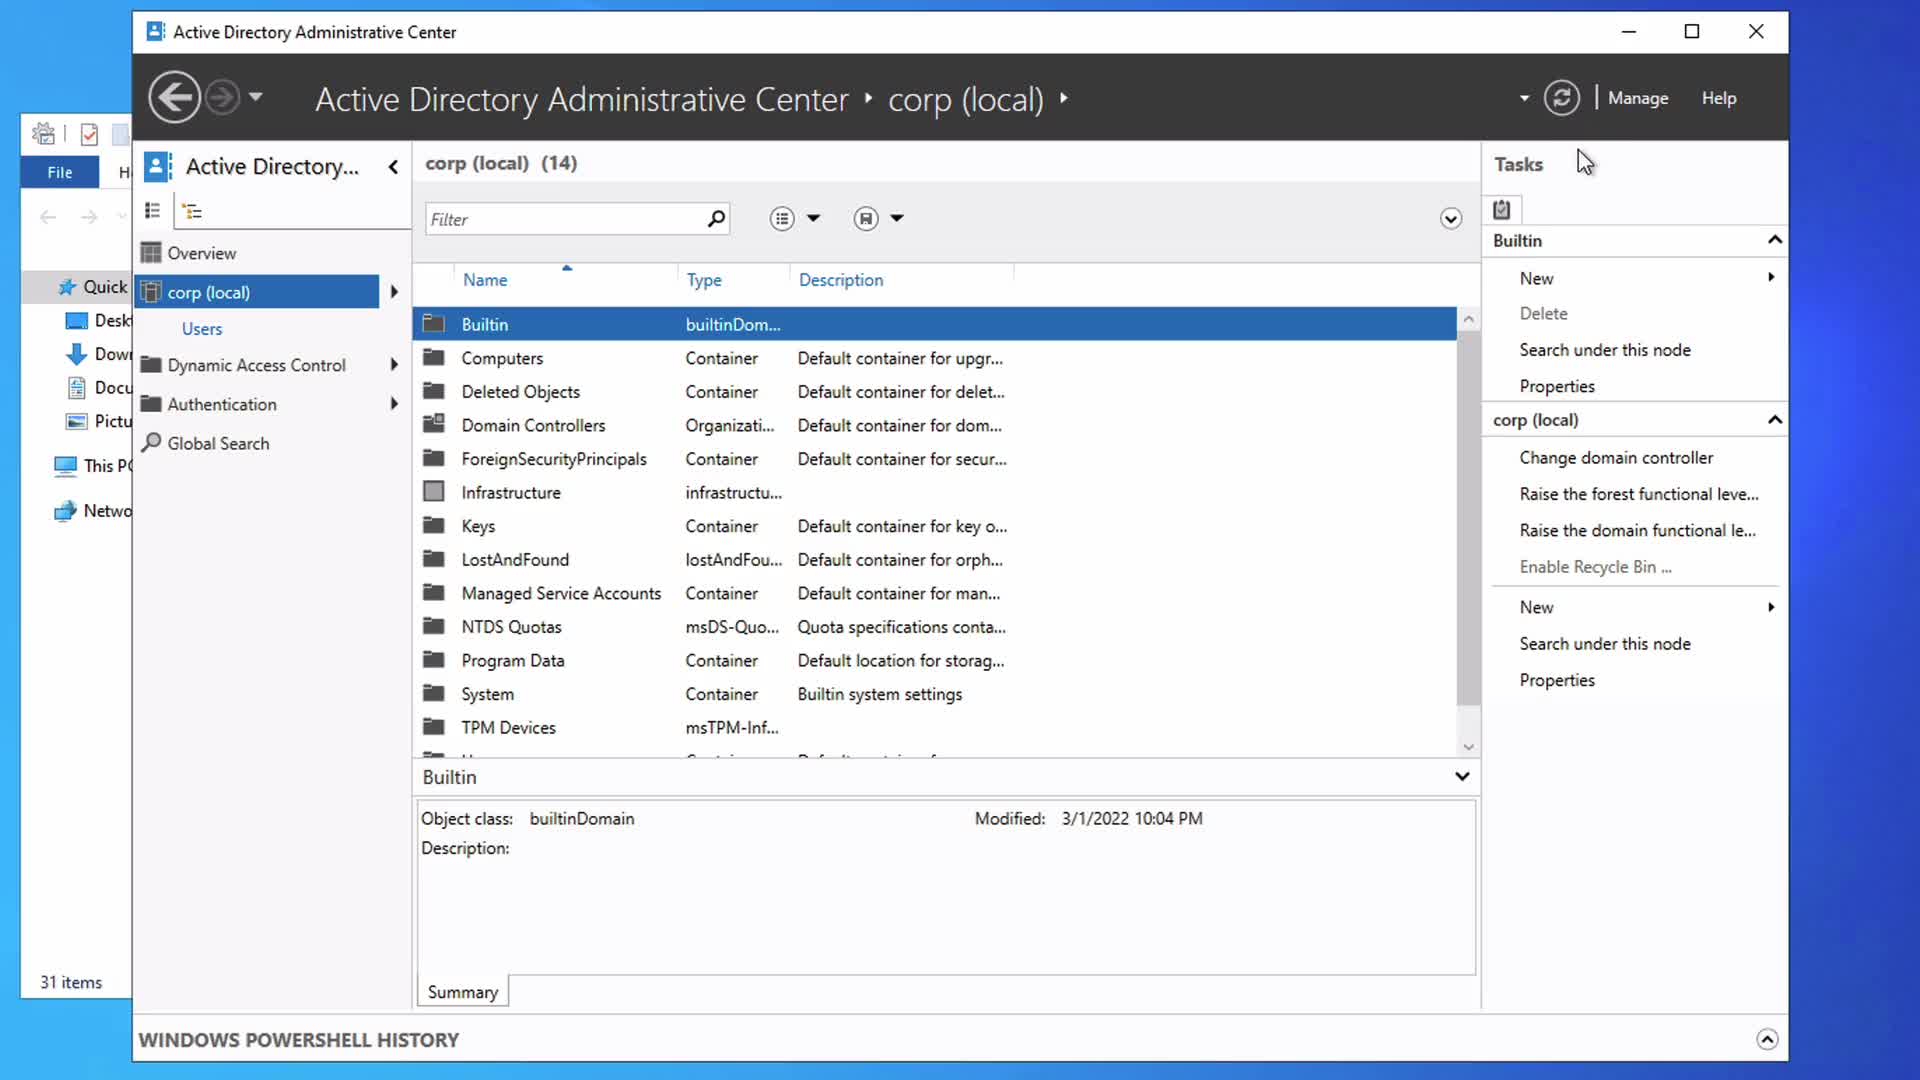 Active Directory Administrative Center
Active Directory Administrative Center corp (local)
Manage
Help
File
Quick
This
31 items
Active Directory...
Overview
corp (local)
Users
Dynamic Access Control
Authentication
Global Search
corp (local) (14)
Filter
Name Type Description
Builtin builtinDom...
Computers Container Default container for upgr...
Deleted Objects Container Default container for delet...
Domain Controllers Organizati... Default container for dom...
ForeignSecurityPrincipals Container Default container for secur...
Infrastructure infrastructu...
Keys Container Default container for key o...
LostAndFound lostAndFou... Default container for orph...
Managed Service Accounts Container Default container for man...
NTDS Quotas msDS-Quo... Quota specifications conta...
Program Data Container Default location for storag...
System Container Builtin system settings
TPM Devices msTPM-Inf...
Builtin
Object class: builtinDomain Modified: 3/1/2022 10:04 PM
Description:
Summary
Tasks
Builtin
New
Delete
Search under this node
Properties
corp (local)
Change domain controller
Raise the forest functional leve...
Raise the domain functional le...
Enable Recycle Bin ...
New
Search under this node
Properties
WINDOWS POWERSHELL HISTORY